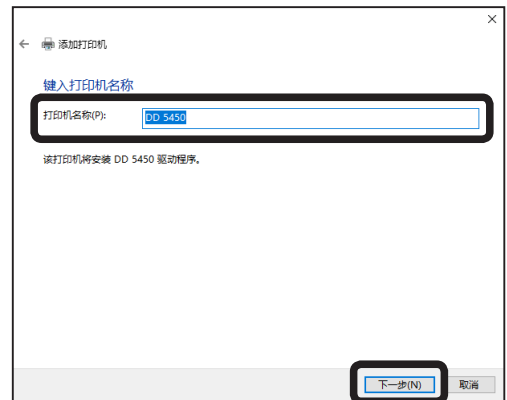 添加打印机
键入打印机名称
打印机名称(P):
DD 5450
该打印机将安装 DD 5450 驱动程序。
下一步(N)
取消